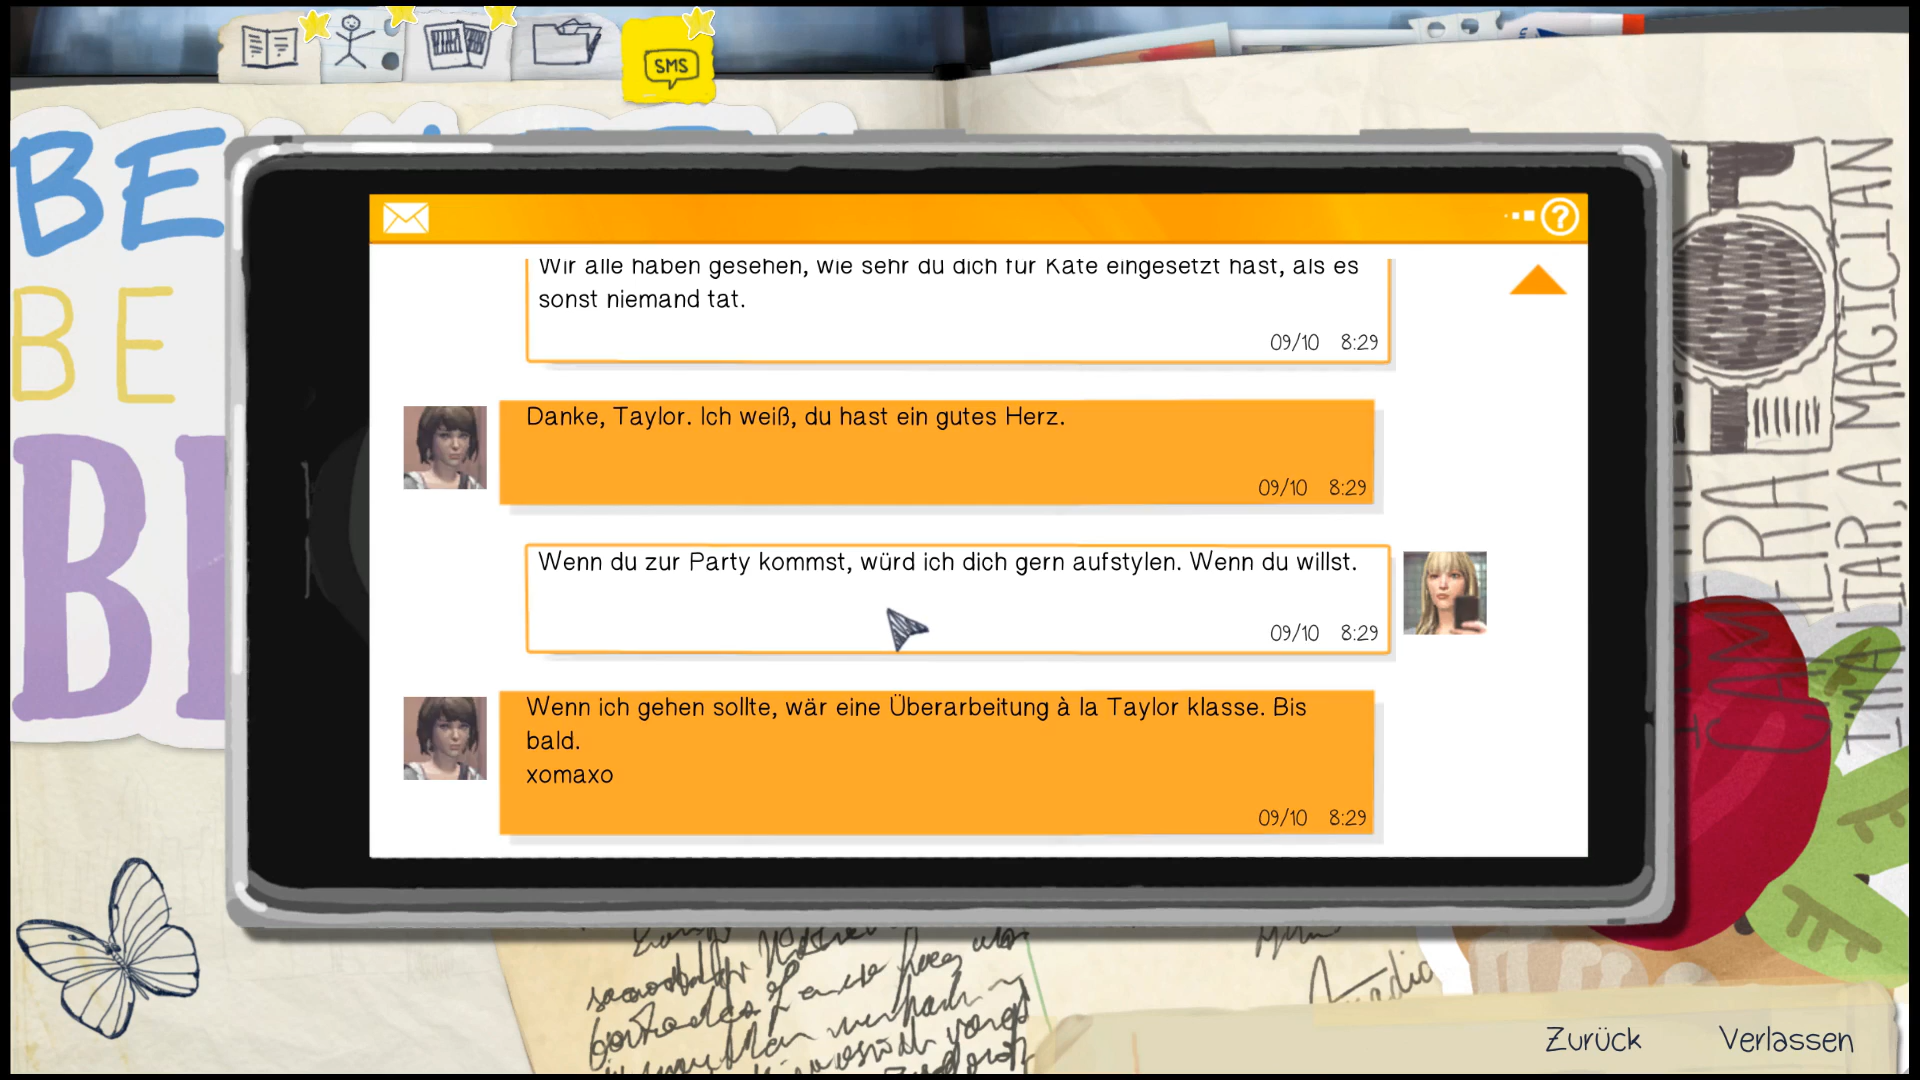 SMS
BE
BE
Wir alle haben gesehen, wie sehr du dich für Kate eingesetzt hast, als es
sonst niemand tat.
09/10 8:29
Danke, Taylor. Ich weiß, du hast ein gutes Herz.
09/10 8:29
Wenn du zur Party kommst, würd ich dich gern aufstylen. Wenn du willst.
09/10 8:29
Wenn ich gehen sollte, wär eine Überarbeitung à la Taylor klasse. Bis
bald.
xomaxo
09/10 8:29
LIAR, A MAGICIAN
Zurück Verlassen